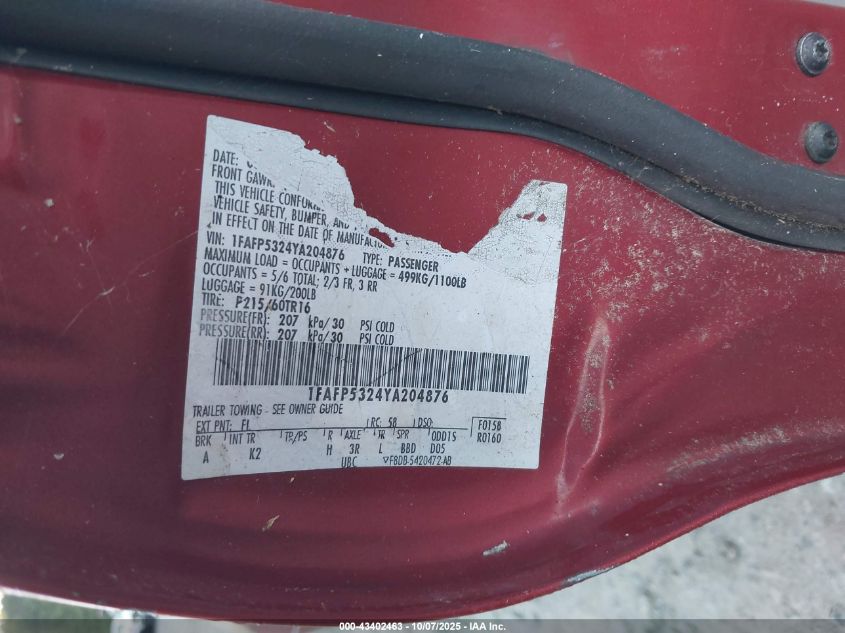 DATE:
FRONT GAWR
THIS VEHICLE CONFORM
VEHICLE SAFETY, BUMPER, AND
IN EFFECT ON THE DATE OF MANUFAC
VIN: 1FAFP5324YA204876 TYPE: PASSENGER
MAXIMUM LOAD = OCCUPANTS + LUGGAGE = 499KG/1100LB
OCCUPANTS = 5/6 TOTAL; 2/3 FR, 3 RR
LUGGAGE = 91KG/200LB
TIRE: P215/60TR16
PRESSURE(FR): 207 kPa/30 PSI COLD
PRESSURE(RR): 207 kPa/30 PSI COLD
1FAFP5324YA204876
TRAILER TOWING - SEE OWNER GUIDE
EXT PNT: FL RC: 58 DSO: F0158
BRK INT TR TP/PS R AXLE TR SPR ODD1S R0160
A K2 H 3R L BBD D05
UBC ▽F8DB-5420472-AB
000-43402463 - 10/07/2025 - IAA Inc.